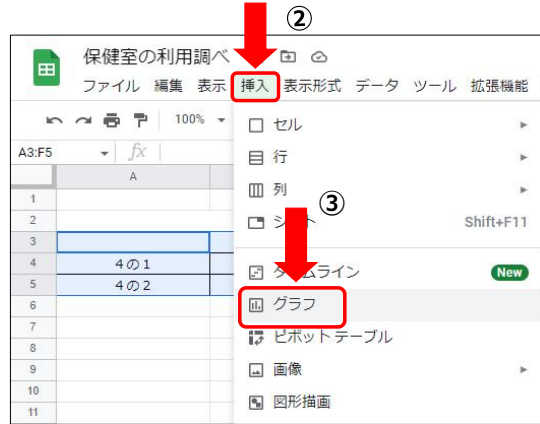 ②
保健室の利用調べ
ファイル 編集 表示 挿入 表示形式 データ ツール 拡張機能
100%
セル
A3:F5 fx
行
A
列
1
③
2
Shift+F11
3
4 4の1
イン New
5 4の2
グラフ
6
7
ピボット テーブル
8
9
画像
10
図形描画
11